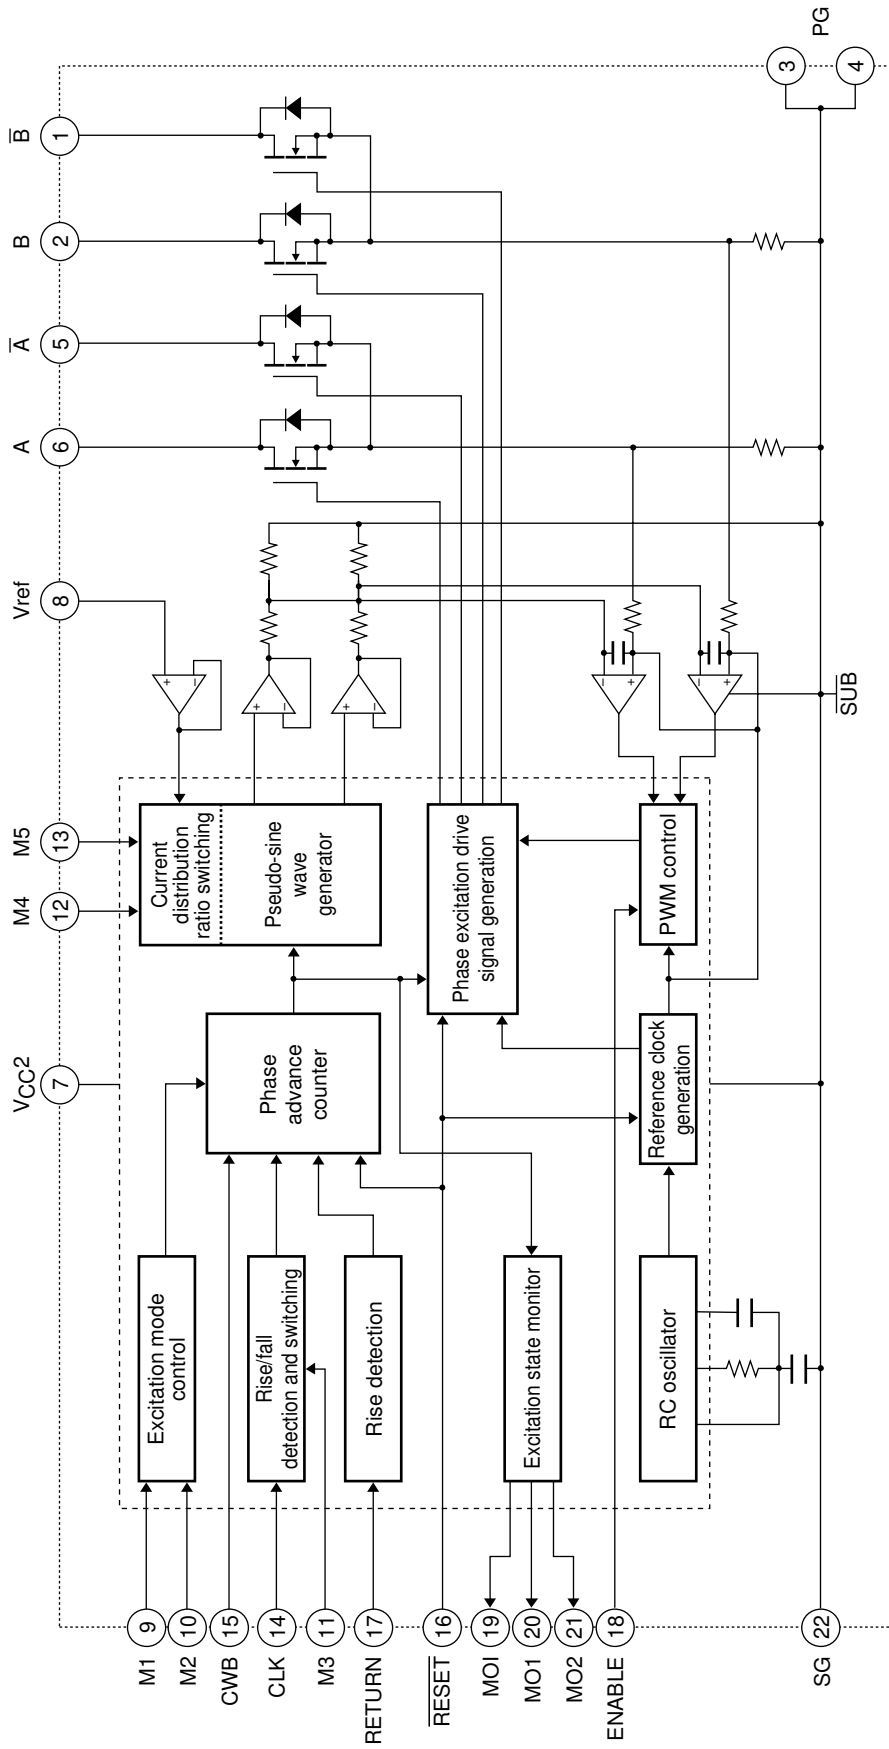 VCC2
7
M4
12
M5
13
Vref
8
A
6
A
5
B
2
B
1
M1
9
M2
10
CWB
15
CLK
14
M3
11
RETURN
17
RESET
16
MOI
19
MO1
20
MO2
21
ENABLE
18
SG
22
Excitation mode
control
Rise/fall
detection and switching
Rise detection
Excitation state monitor
RC oscillator
Phase
advance
counter
Reference clock
generation
Current
distribution
ratio switching
Pseudo-sine
wave
generator
Phase excitation drive
signal generation
PWM control
+
−
+
−
+
−
−
+
−
+
SUB
3
4
PG